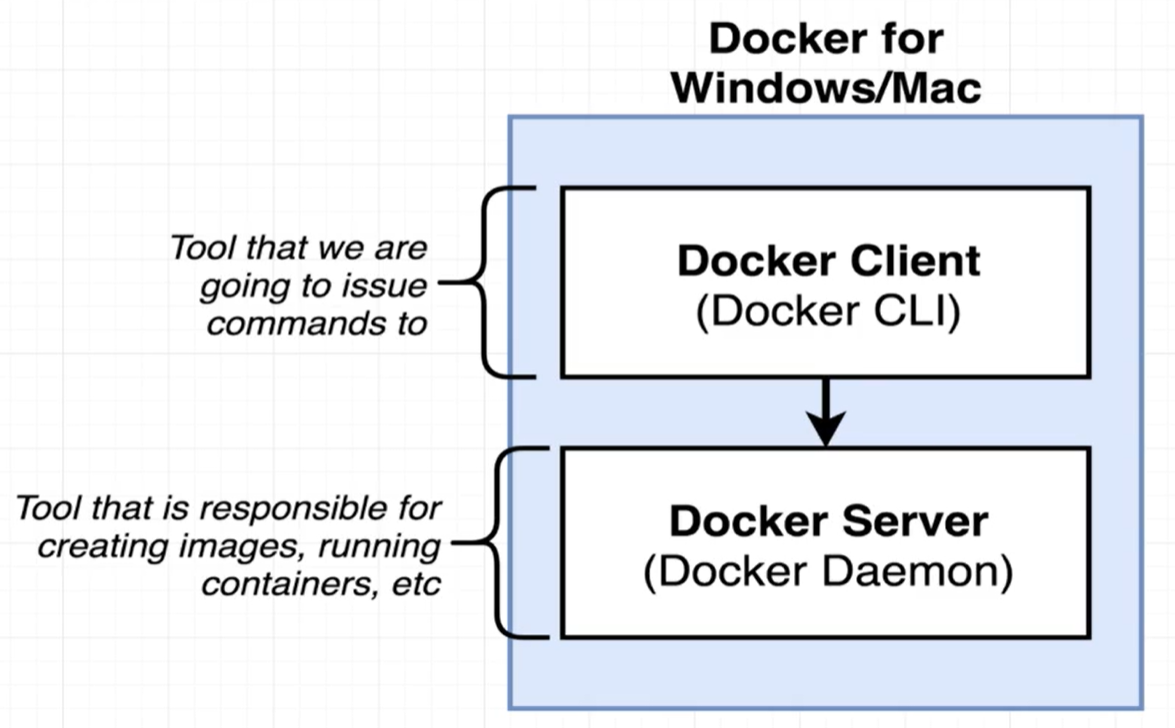 Docker for
Windows/Mac
Tool that we are
going to issue
commands to
Docker Client
(Docker CLI)
Tool that is responsible for
creating images, running
containers, etc
Docker Server
(Docker Daemon)